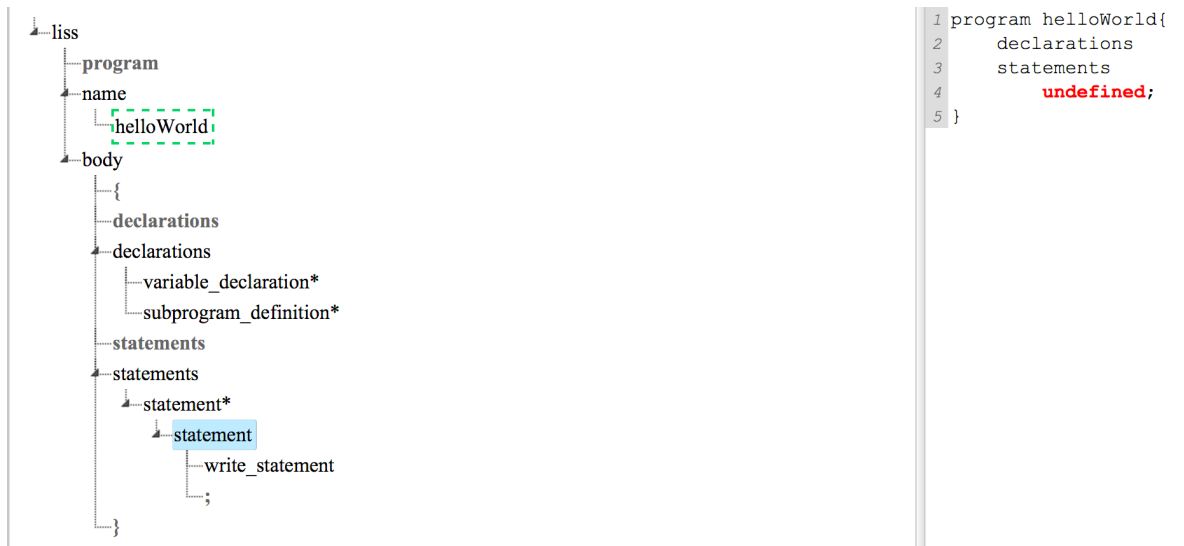 liss
program
name
helloWorld
body
{
declarations
declarations
variable_declaration*
subprogram_definition*
statements
statements
statement*
statement
write_statement
;
}
1 program helloWorld{
2 declarations
3 statements
4 undefined;
5 }